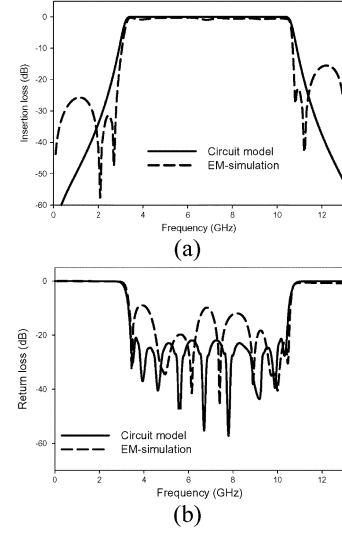 0
-10
-20
-30
-40
-50
-60
Insertion loss (dB)
Circuit model
EM-simulation
0 2 4 6 8 10 12
Frequency (GHz)
(a)
0
-20
-40
-60
Return loss (dB)
Circuit model
EM-simulation
0 2 4 6 8 10 12
Frequency (GHz)
(b)